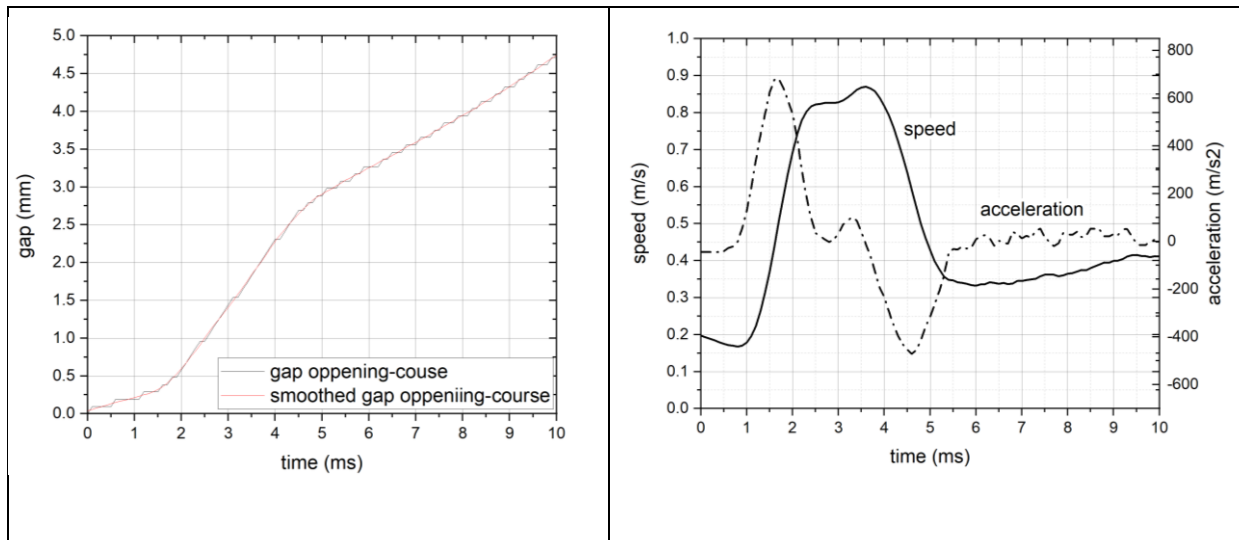 5.0
4.5
4.0
3.5
3.0
2.5
2.0
1.5
1.0
0.5
0.0
gap (mm)
gap oppening-couse
smoothed gap oppeniing-course
0 1 2 3 4 5 6 7 8 9 10
time (ms)
1.0
0.9
0.8
0.7
0.6
0.5
0.4
0.3
0.2
0.1
0.0
speed (m/s)
speed
acceleration
800
600
400
200
0
-200
-400
-600
acceleration (m/s2)
0 1 2 3 4 5 6 7 8 9 10
time (ms)